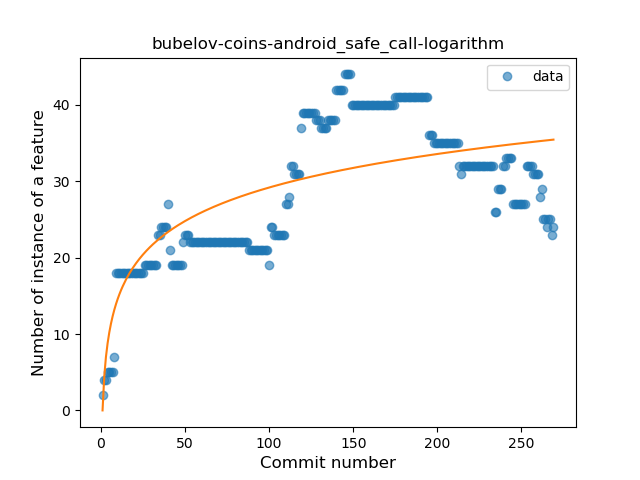 bubelov-coins-android_safe_call-logarithm
data
Number of instance of a feature
40
30
20
10
0
0 50 100 150 200 250
Commit number